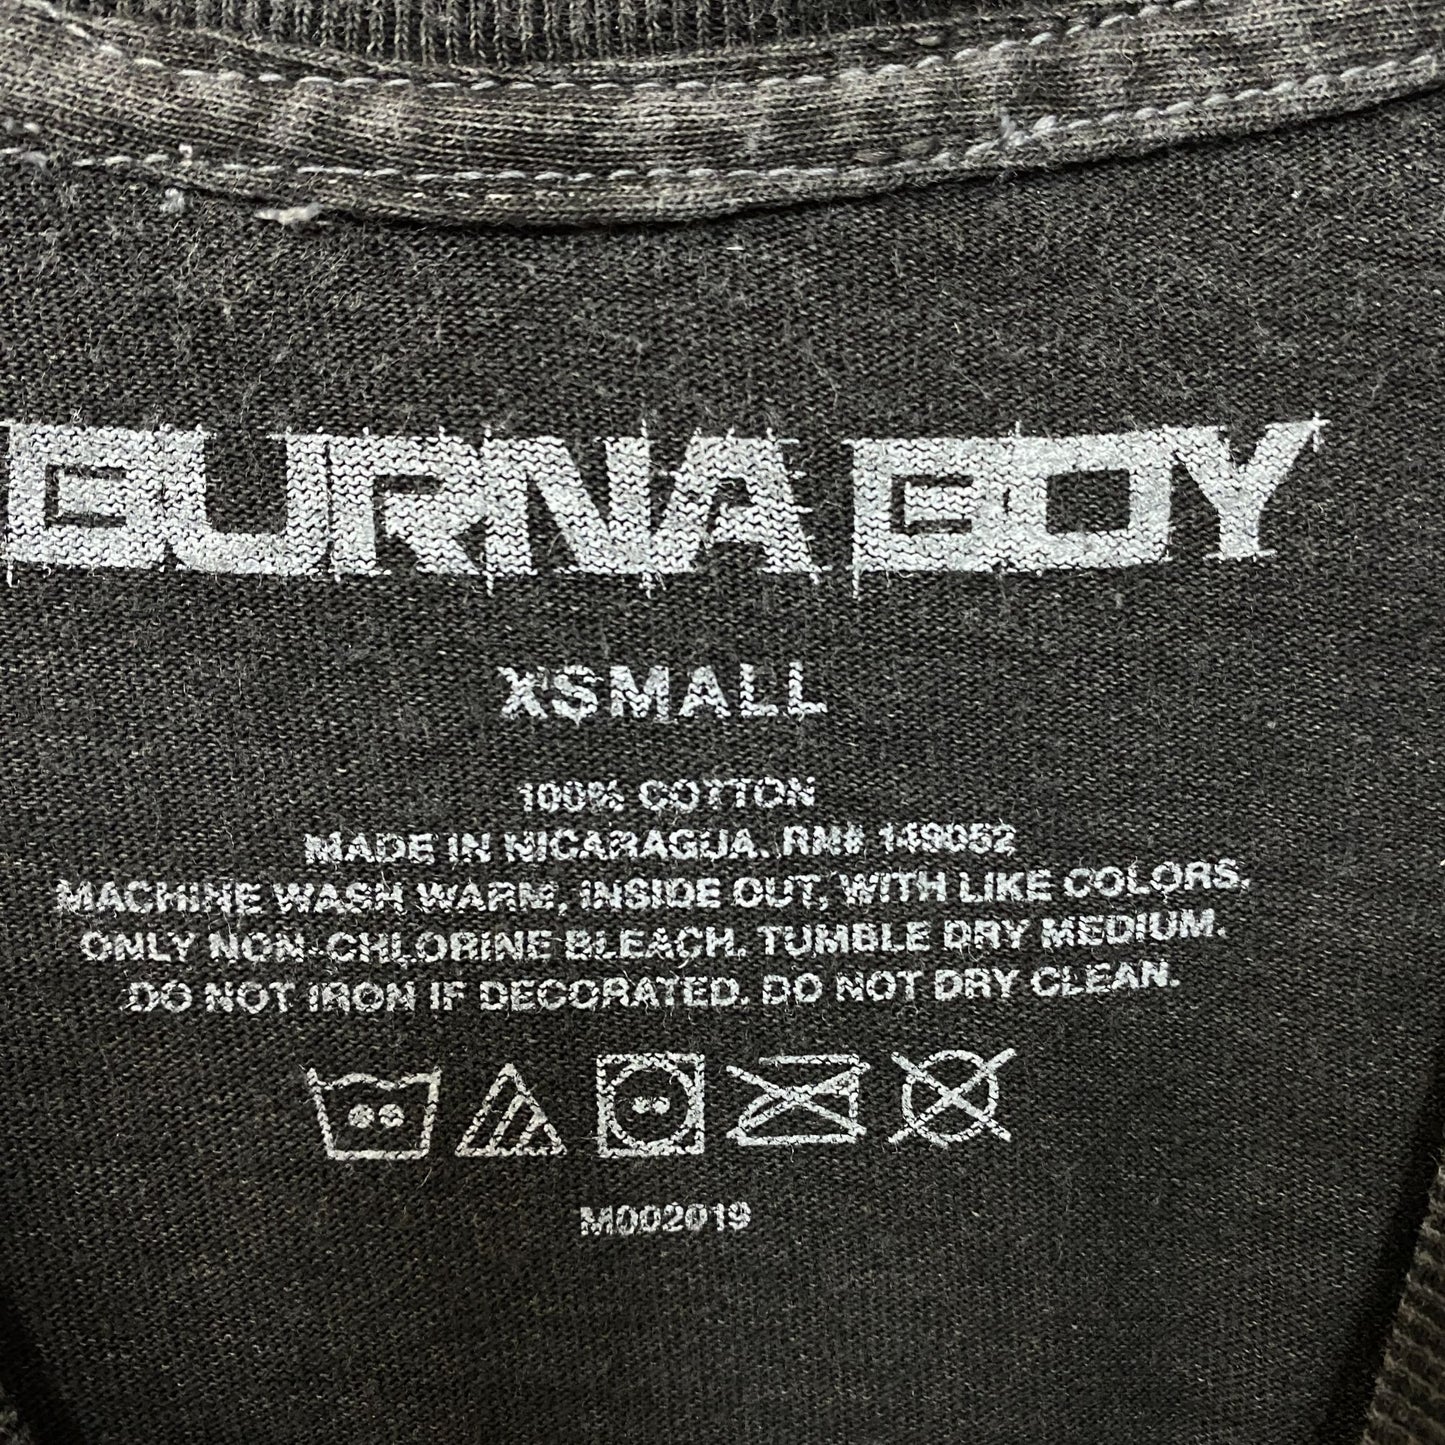 BURNA BOY
XSMALL
100% COTTON
MADE IN NICARAGUA. RN# 149052
MACHINE WASH WARM, INSIDE OUT, WITH LIKE COLORS.
ONLY NON-CHLORINE BLEACH. TUMBLE DRY MEDIUM.
DO NOT IRON IF DECORATED. DO NOT DRY CLEAN.
M002019